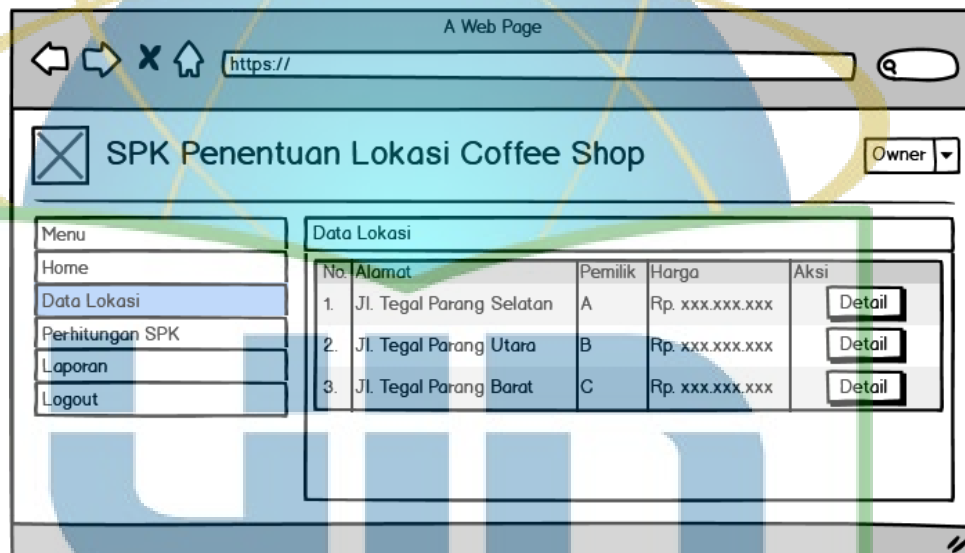 A Web Page
https://
SPK Penentuan Lokasi Coffee Shop
Owner
Menu
Home
Data Lokasi
Perhitungan SPK
Laporan
Logout
Data Lokasi
No. Alamat Pemilik Harga Aksi
1. Jl. Tegal Parang Selatan A Rp. xxx.xxx.xxx Detail
2. Jl. Tegal Parang Utara B Rp. xxx.xxx.xxx Detail
3. Jl. Tegal Parang Barat C Rp. xxx.xxx.xxx Detail